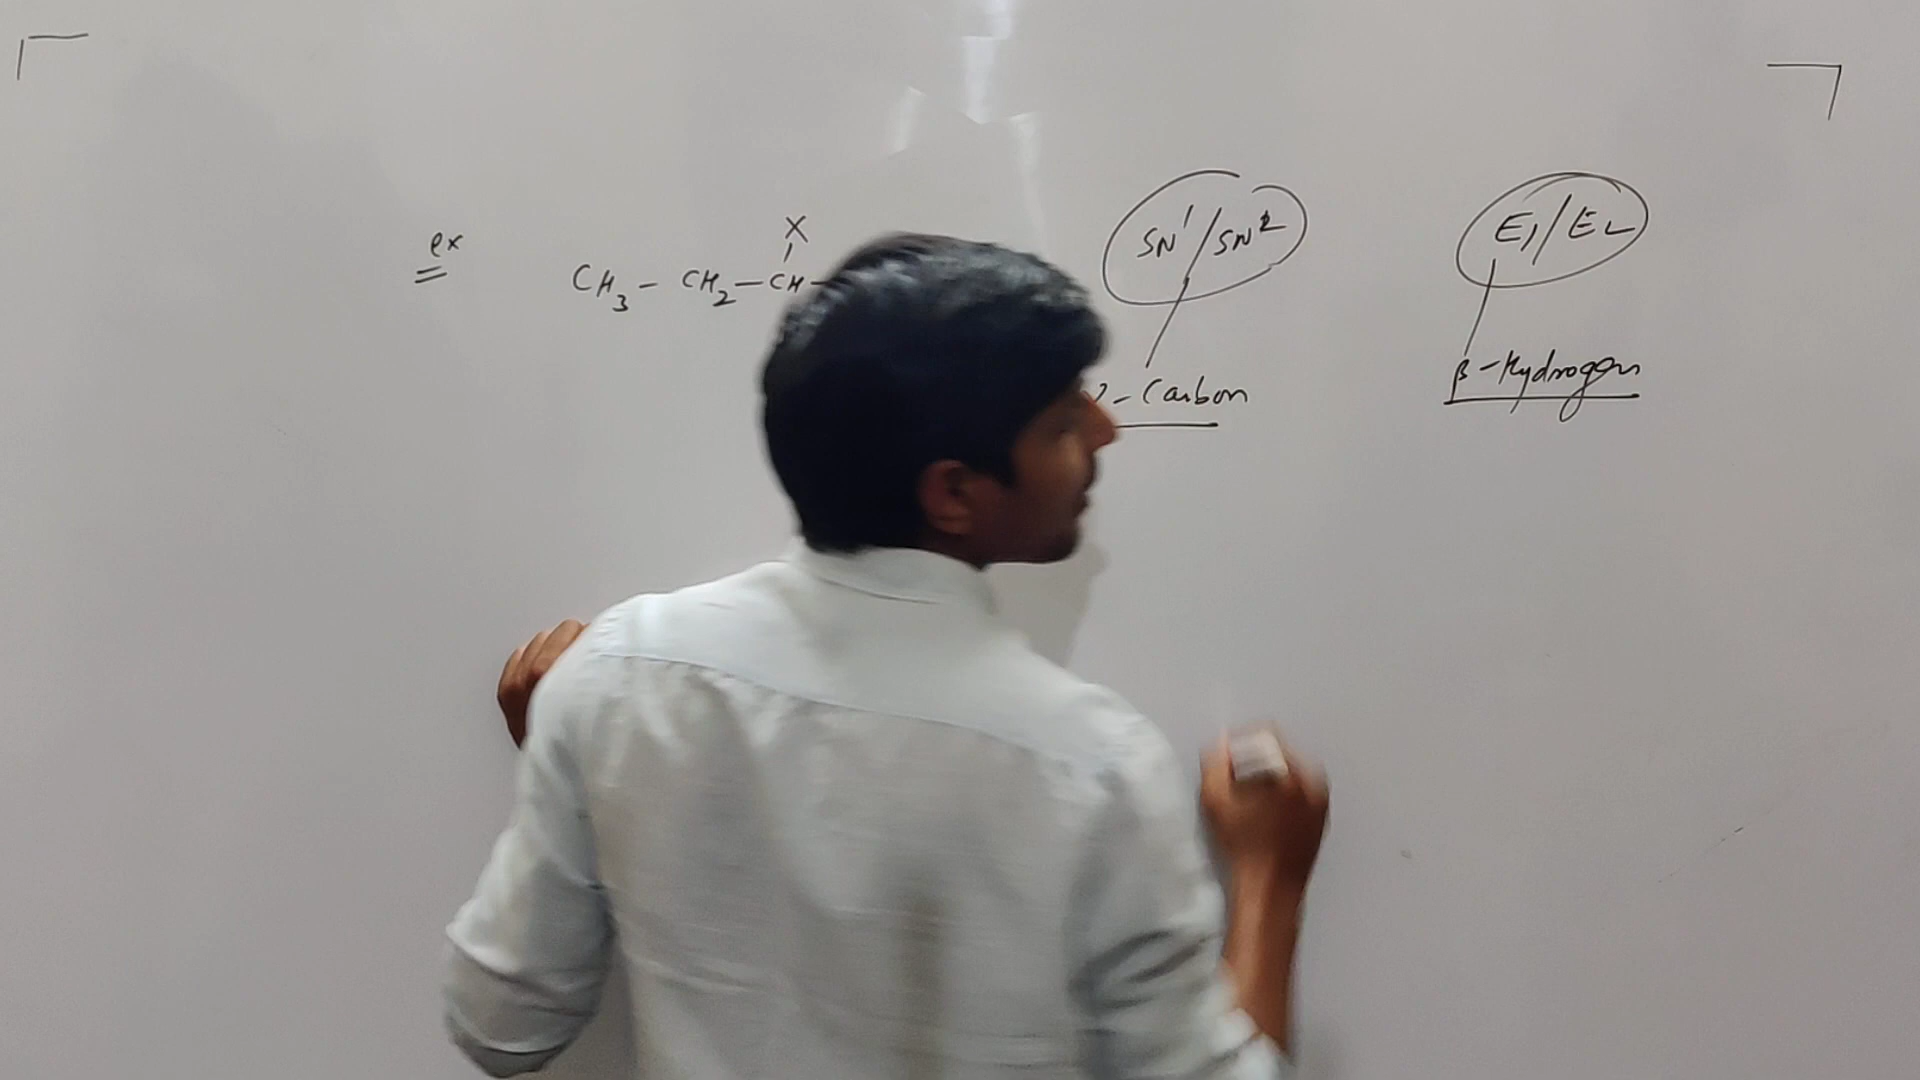 ex
CH3 - CH2 - CH -
X
SN1/SN2
E1/E2
- Carbon
β-Hydrogen